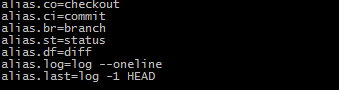 alias.co=checkout
alias.ci=commit
alias.br=branch
alias.st=status
alias.df=diff
alias.log=log --oneline
alias.last=log -1 HEAD